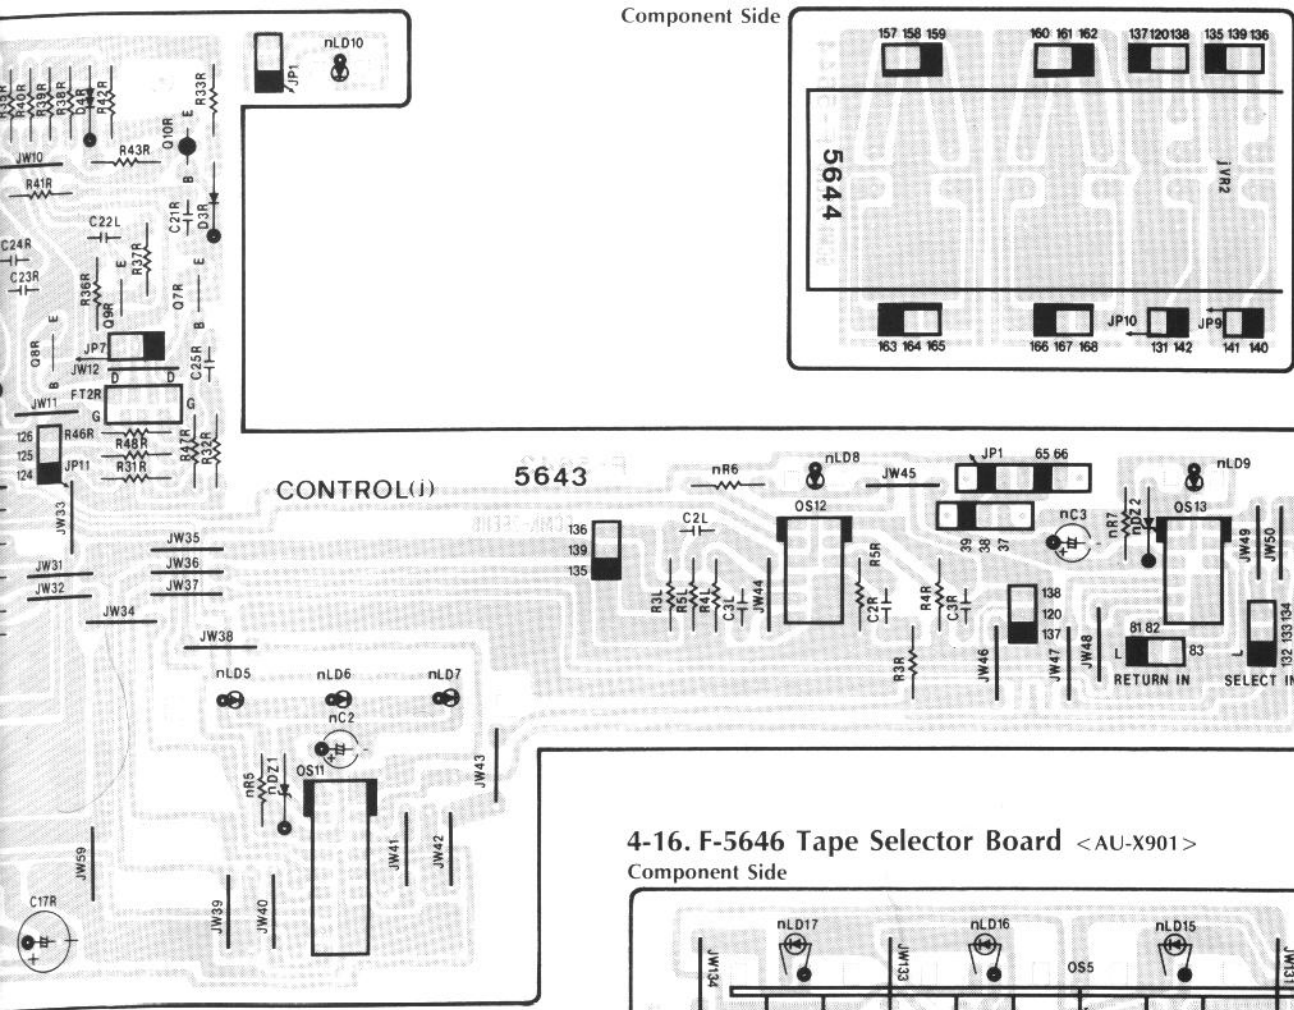 Component Side
157 158 159
160 161 162
137 120 138
135 139 136
5644
jVR2
163 164 165
166 167 168
JP10
131 142
JP9
141 140
JP1
nLD10
R35R
R40R
R39R
R38R
D4R
R42R
Q10R
E
B
R33R
JW10
R43R
R41R
C22L
C21R
D3R
C24R
C23R
R37R
R36R
E
Q9R
E
Q7R
B
E
Q8R
B
JP7
JW12
D D
C25R
FT2R
G G
JW11
126
125
124
R46R
R48R
R31R
R47R
R32R
JP11
JW33
CONTROL(j)
5643
JW35
JW36
JW37
JW31
JW32
JW34
JW38
136
139
135
nR6
nLD8
JW45
JP1
65 66
nLD9
C2L
OS12
39
38
37
nC3
+ -
nR7
nDZ2
OS13
JW49
JW50
R3L
R5L
R4L
C3L
JW44
R5R
C2R
R4R
C3R
R3R
JW46
138
120
137
JW47
JW48
81 82
83
L
RETURN IN
L
132 133 134
SELECT IN
nLD5
nLD6
nLD7
nC2
+ -
nR5
nDZ1
OS11
JW43
JW41
JW42
JW59
C17R
+
JW39
JW40
4-16. F-5646 Tape Selector Board <AU-X901>
Component Side
nLD17
nLD16
nLD15
JW134
JW133
OS5
JW131